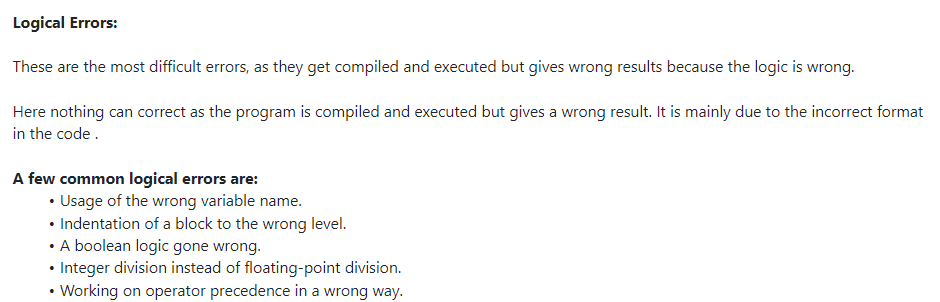 Logical Errors:
These are the most difficult errors, as they get compiled and executed but gives wrong results because the logic is wrong.
Here nothing can correct as the program is compiled and executed but gives a wrong result. It is mainly due to the incorrect format
in the code .
A few common logical errors are:
• Usage of the wrong variable name.
• Indentation of a block to the wrong level.
• A boolean logic gone wrong.
• Integer division instead of floating-point division.
• Working on operator precedence in a wrong way.